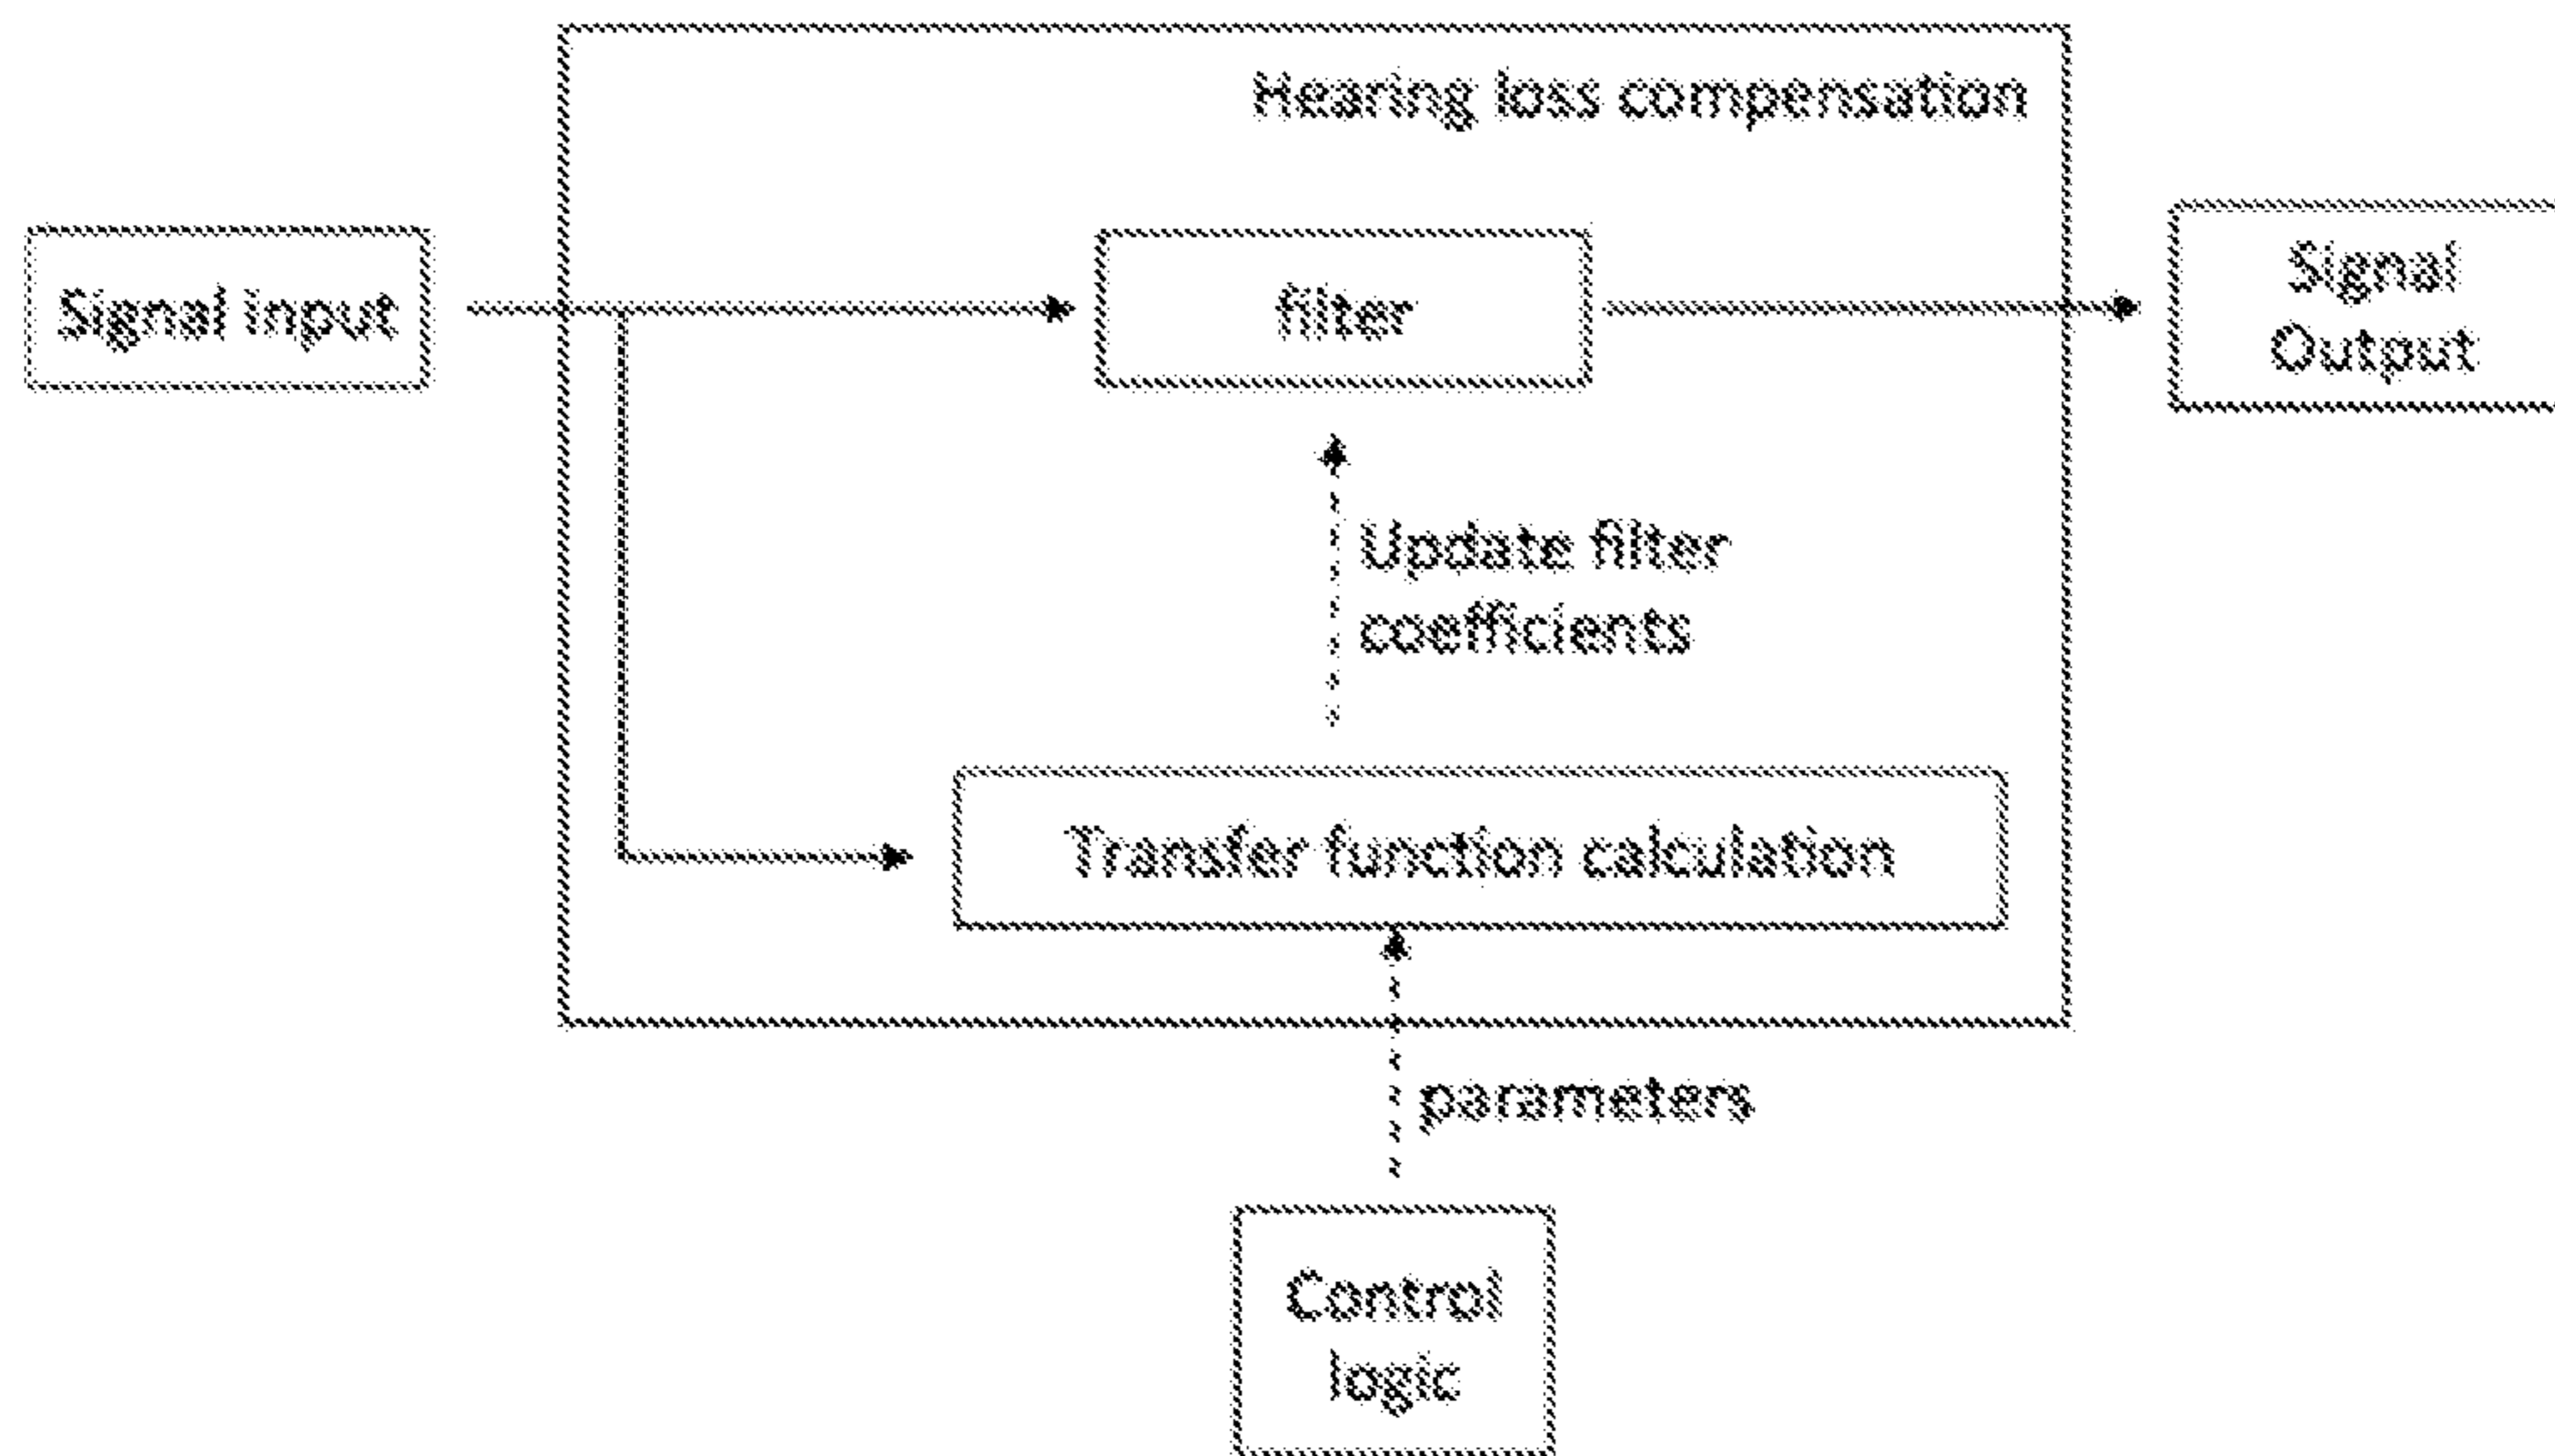 Hearing loss compensation
Signal input
filter
Signal
Output
Update filter
coefficients
Transfer function calculation
parameters
Control
logic